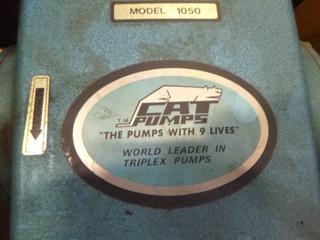 MODEL 1050
CAT
T.M. PUMPS
"THE PUMPS WITH 9 LIVES"
WORLD LEADER IN
TRIPLEX PUMPS